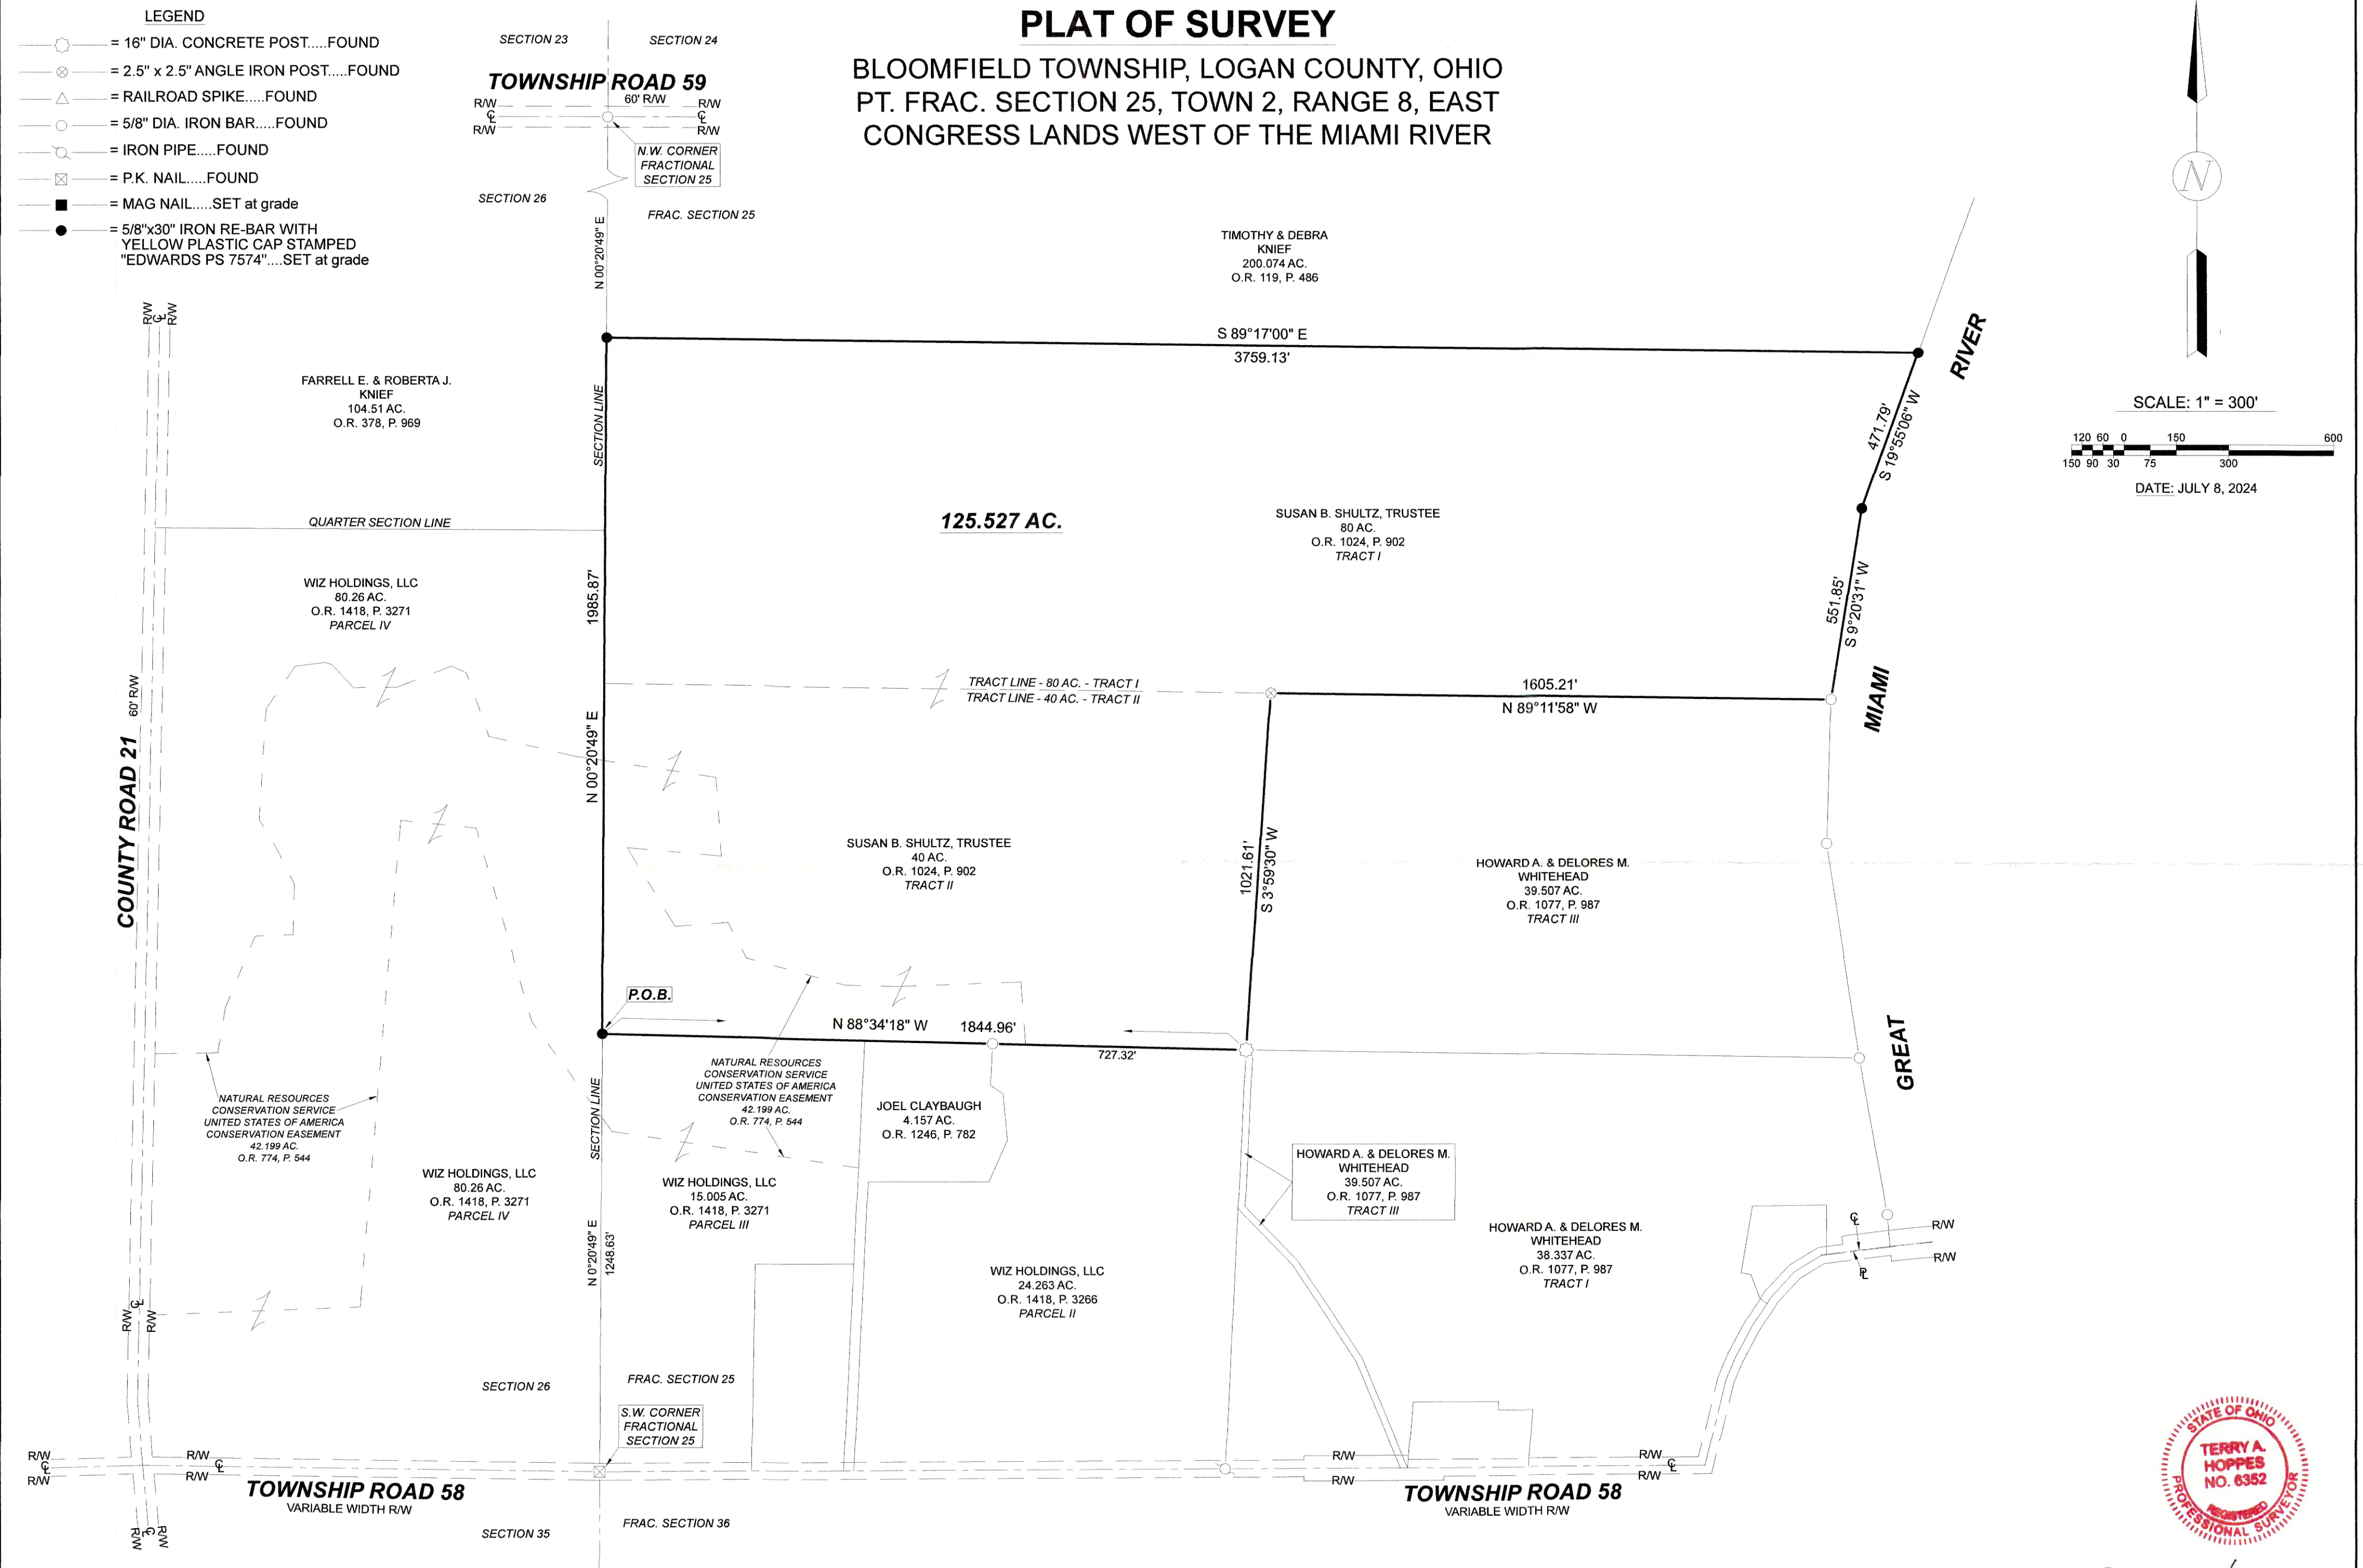 LEGEND
= 16" DIA. CONCRETE POST.....FOUND
= 2.5" x 2.5" ANGLE IRON POST.....FOUND
= RAILROAD SPIKE.....FOUND
= 5/8" DIA. IRON BAR.....FOUND
= IRON PIPE.....FOUND
= P.K. NAIL.....FOUND
= MAG NAIL.....SET at grade
= 5/8"x30" IRON RE-BAR WITH
YELLOW PLASTIC CAP STAMPED
"EDWARDS PS 7574"....SET at grade
PLAT OF SURVEY
BLOOMFIELD TOWNSHIP, LOGAN COUNTY, OHIO
PT. FRAC. SECTION 25, TOWN 2, RANGE 8, EAST
CONGRESS LANDS WEST OF THE MIAMI RIVER
SECTION 23
SECTION 24
TOWNSHIP ROAD 59
60' R/W
R/W
R/W
℄
℄
R/W
R/W
N.W. CORNER
FRACTIONAL
SECTION 25
SECTION 26
FRAC. SECTION 25
N 00°20'49" E
N
SCALE: 1" = 300'
120 60 0 150 600
150 90 30 75 300
DATE: JULY 8, 2024
TIMOTHY & DEBRA
KNIEF
200.074 AC.
O.R. 119, P. 486
S 89°17'00" E
3759.13'
RIVER
471.79'
S 19°55'06" W
551.85'
S 9°20'31" W
MIAMI
GREAT
R/W
℄
R/W
FARRELL E. & ROBERTA J.
KNIEF
104.51 AC.
O.R. 378, P. 969
SECTION LINE
QUARTER SECTION LINE
125.527 AC.
SUSAN B. SHULTZ, TRUSTEE
80 AC.
O.R. 1024, P. 902
TRACT I
WIZ HOLDINGS, LLC
80.26 AC.
O.R. 1418, P. 3271
PARCEL IV
1985.87'
N 00°20'49" E
60' R/W
COUNTY ROAD 21
TRACT LINE - 80 AC. - TRACT I
TRACT LINE - 40 AC. - TRACT II
1605.21'
N 89°11'58" W
SUSAN B. SHULTZ, TRUSTEE
40 AC.
O.R. 1024, P. 902
TRACT II
1021.61'
S 3°59'30" W
HOWARD A. & DELORES M.
WHITEHEAD
39.507 AC.
O.R. 1077, P. 987
TRACT III
P.O.B.
N 88°34'18" W
1844.96'
727.32'
NATURAL RESOURCES
CONSERVATION SERVICE
UNITED STATES OF AMERICA
CONSERVATION EASEMENT
42.199 AC.
O.R. 774, P. 544
NATURAL RESOURCES
CONSERVATION SERVICE
UNITED STATES OF AMERICA
CONSERVATION EASEMENT
42.199 AC.
O.R. 774, P. 544
SECTION LINE
JOEL CLAYBAUGH
4.157 AC.
O.R. 1246, P. 782
WIZ HOLDINGS, LLC
80.26 AC.
O.R. 1418, P. 3271
PARCEL IV
WIZ HOLDINGS, LLC
15.005 AC.
O.R. 1418, P. 3271
PARCEL III
HOWARD A. & DELORES M.
WHITEHEAD
39.507 AC.
O.R. 1077, P. 987
TRACT III
N 0°20'49" E
1248.63'
WIZ HOLDINGS, LLC
24.263 AC.
O.R. 1418, P. 3266
PARCEL II
HOWARD A. & DELORES M.
WHITEHEAD
38.337 AC.
O.R. 1077, P. 987
TRACT I
℄
R/W
R/W
PL
R/W
℄
R/W
SECTION 26
FRAC. SECTION 25
S.W. CORNER
FRACTIONAL
SECTION 25
R/W
℄
R/W
R/W
℄
R/W
TOWNSHIP ROAD 58
VARIABLE WIDTH R/W
R/W
R/W
R/W
℄
R/W
TOWNSHIP ROAD 58
VARIABLE WIDTH R/W
R/W
℄
R/W
SECTION 35
FRAC. SECTION 36
STATE OF OHIO
TERRY A.
HOPPES
NO. 6352
REGISTERED
PROFESSIONAL SURVEYOR